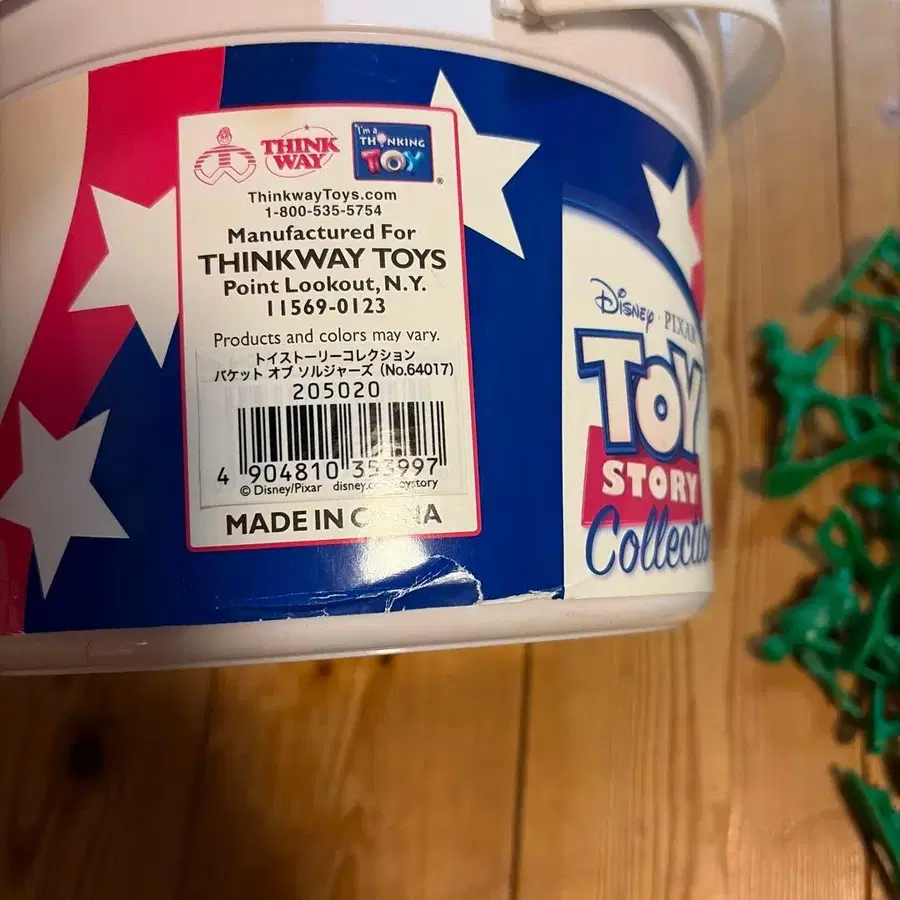 THINK
WAY
I'm a
THINKING
TOY
®
ThinkwayToys.com
1-800-535-5754
Manufactured For
THINKWAY TOYS
Point Lookout, N.Y.
11569-0123
Products and colors may vary.
トイストーリーコレクション
バケット オブ ソルジャーズ (No.64017)
205020
4 904810 353997
© Disney/Pixar disney.com/toystory
MADE IN
Disney · PIXAR
TOY
STORY